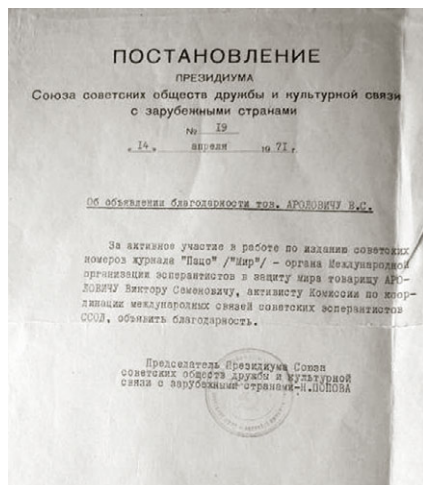 ПОСТАНОВЛЕНИЕ
ПРЕЗИДИУМА
Союза советских обществ дружбы и культурной связи
с зарубежными странами
№ 19
„ 14 „ апреля 1971 г.
Об объявлении благодарности тов. АРОЛОВИЧУ В.С.
За активное участие в работе по изданию советских
номеров журнала "Пацо" /"Мир"/ - органа Международной
организации эсперантистов в защиту мира товарищу АРО-
ЛОВИЧУ Виктору Семеновичу, активисту Комиссии по коор-
динации международных связей советских эсперантистов
ССОД, объявить благодарность.
Председатель Президиума Союза
советских обществ дружбы и культурной
связи с зарубежными странами-Н.ПОПОВА